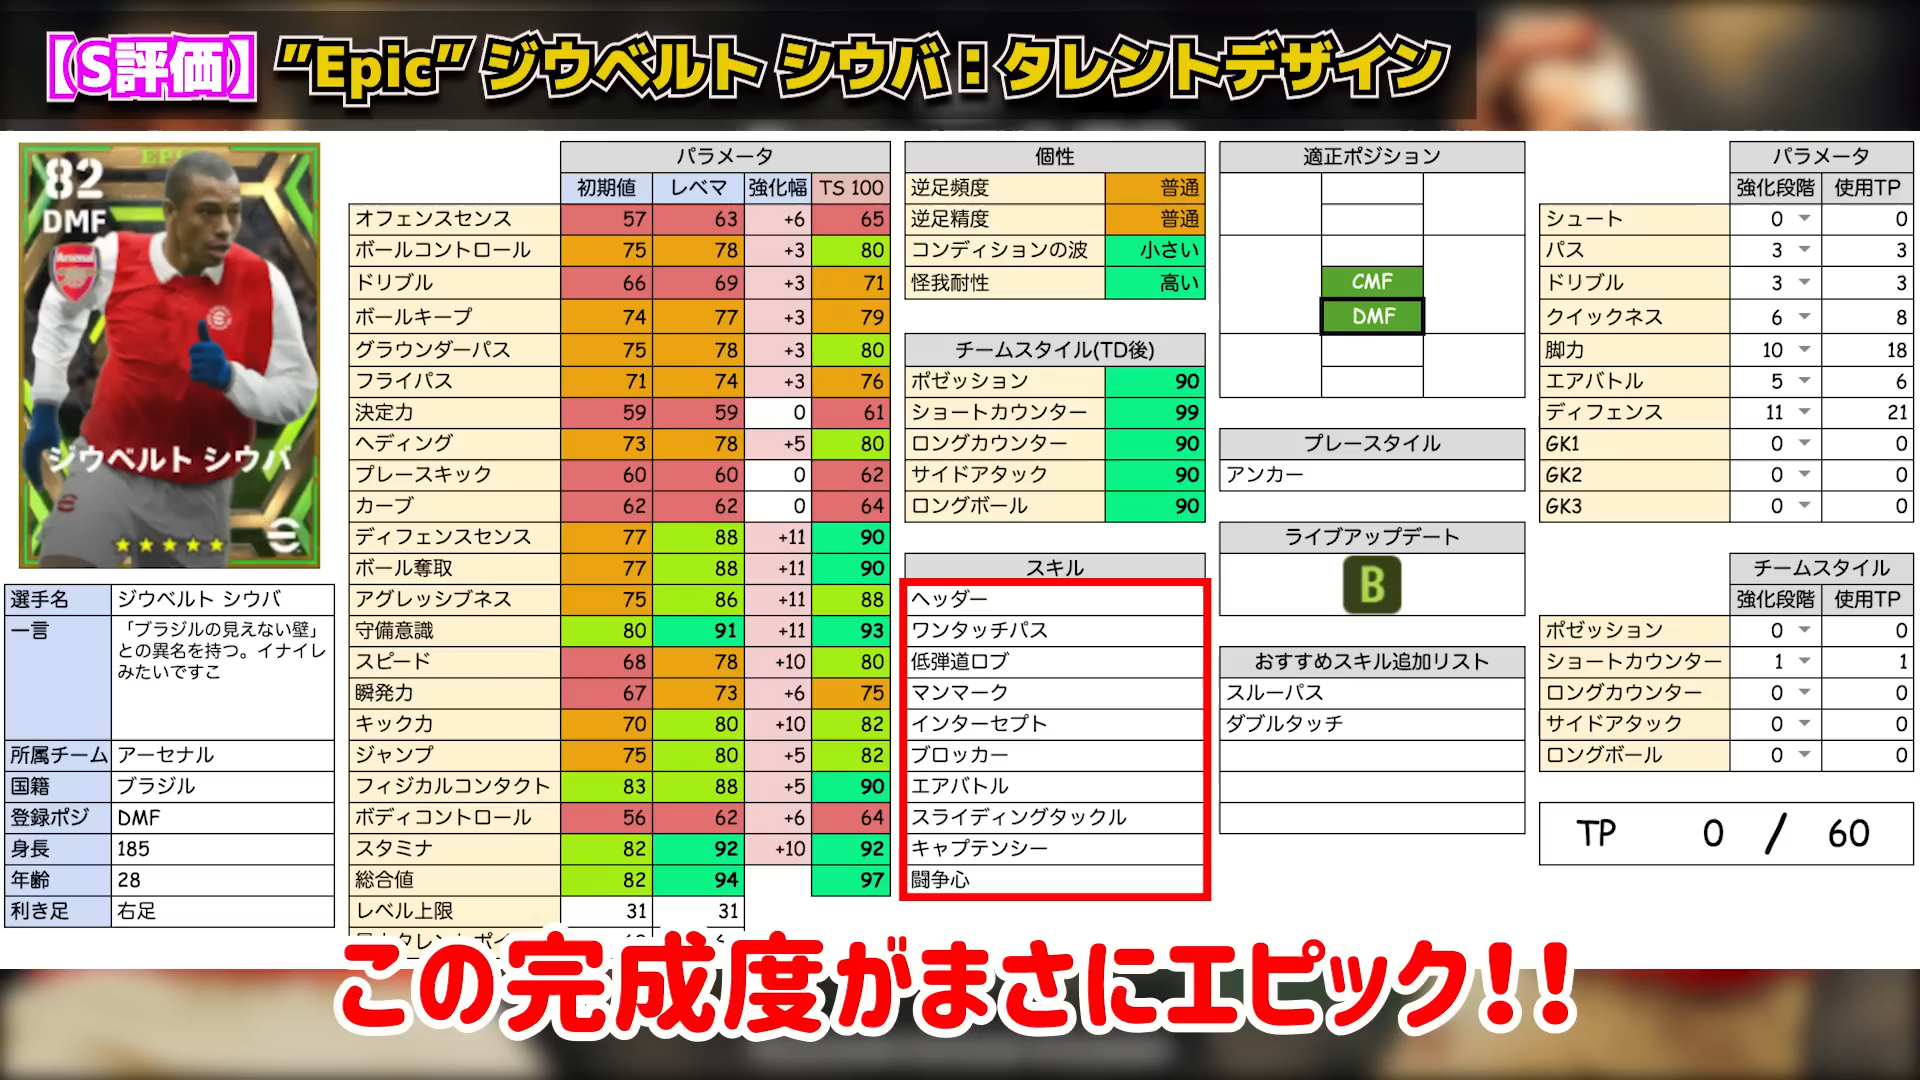 【S評価】 ”Epic” ジウベルト シウバ：タレントデザイン
EPIC
82
DMF
Arsenal
ジウベルト シウバ
★★★★★
選手名 ジウベルト シウバ
一言 「ブラジルの見えない壁」
との異名を持つ。イナイレ
みたいですこ
所属チーム アーセナル
国籍 ブラジル
登録ポジ DMF
身長 185
年齢 28
利き足 右足
パラメータ
初期値 レベマ 強化幅 TS 100
オフェンスセンス 57 63 +6 65
ボールコントロール 75 78 +3 80
ドリブル 66 69 +3 71
ボールキープ 74 77 +3 79
グラウンダーパス 75 78 +3 80
フライパス 71 74 +3 76
決定力 59 59 0 61
ヘディング 73 78 +5 80
プレースキック 60 60 0 62
カーブ 62 62 0 64
ディフェンスセンス 77 88 +11 90
ボール奪取 77 88 +11 90
アグレッシブネス 75 86 +11 88
守備意識 80 91 +11 93
スピード 68 78 +10 80
瞬発力 67 73 +6 75
キック力 70 80 +10 82
ジャンプ 75 80 +5 82
フィジカルコンタクト 83 88 +5 90
ボディコントロール 56 62 +6 64
スタミナ 82 92 +10 92
総合値 82 94 97
レベル上限 31 31
個性
逆足頻度 普通
逆足精度 普通
コンディションの波 小さい
怪我耐性 高い
チームスタイル(TD後)
ポゼッション 90
ショートカウンター 99
ロングカウンター 90
サイドアタック 90
ロングボール 90
スキル
ヘッダー
ワンタッチパス
低弾道ロブ
マンマーク
インターセプト
ブロッカー
エアバトル
スライディングタックル
キャプテンシー
闘争心
適正ポジション
CMF
DMF
プレースタイル
アンカー
ライブアップデート
B
おすすめスキル追加リスト
スルーパス
ダブルタッチ
パラメータ
強化段階 使用TP
シュート 0 0
パス 3 3
ドリブル 3 3
クイックネス 6 8
脚力 10 18
エアバトル 5 6
ディフェンス 11 21
GK1 0 0
GK2 0 0
GK3 0 0
チームスタイル
強化段階 使用TP
ポゼッション 0 0
ショートカウンター 1 1
ロングカウンター 0 0
サイドアタック 0 0
ロングボール 0 0
TP 0 / 60
この完成度がまさにエピック!!